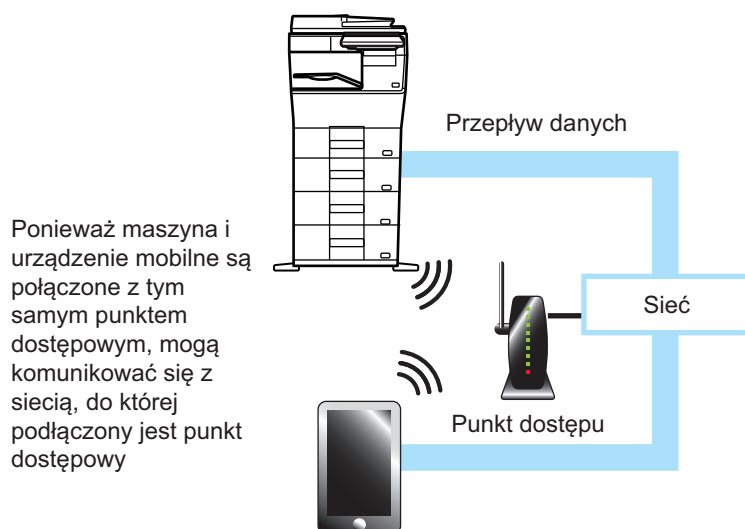 Przepływ danych
Ponieważ maszyna i
urządzenie mobilne są
połączone z tym
samym punktem
dostępowym, mogą
komunikować się z
siecią, do której
podłączony jest punkt
dostępowy
Sieć
Punkt dostępu